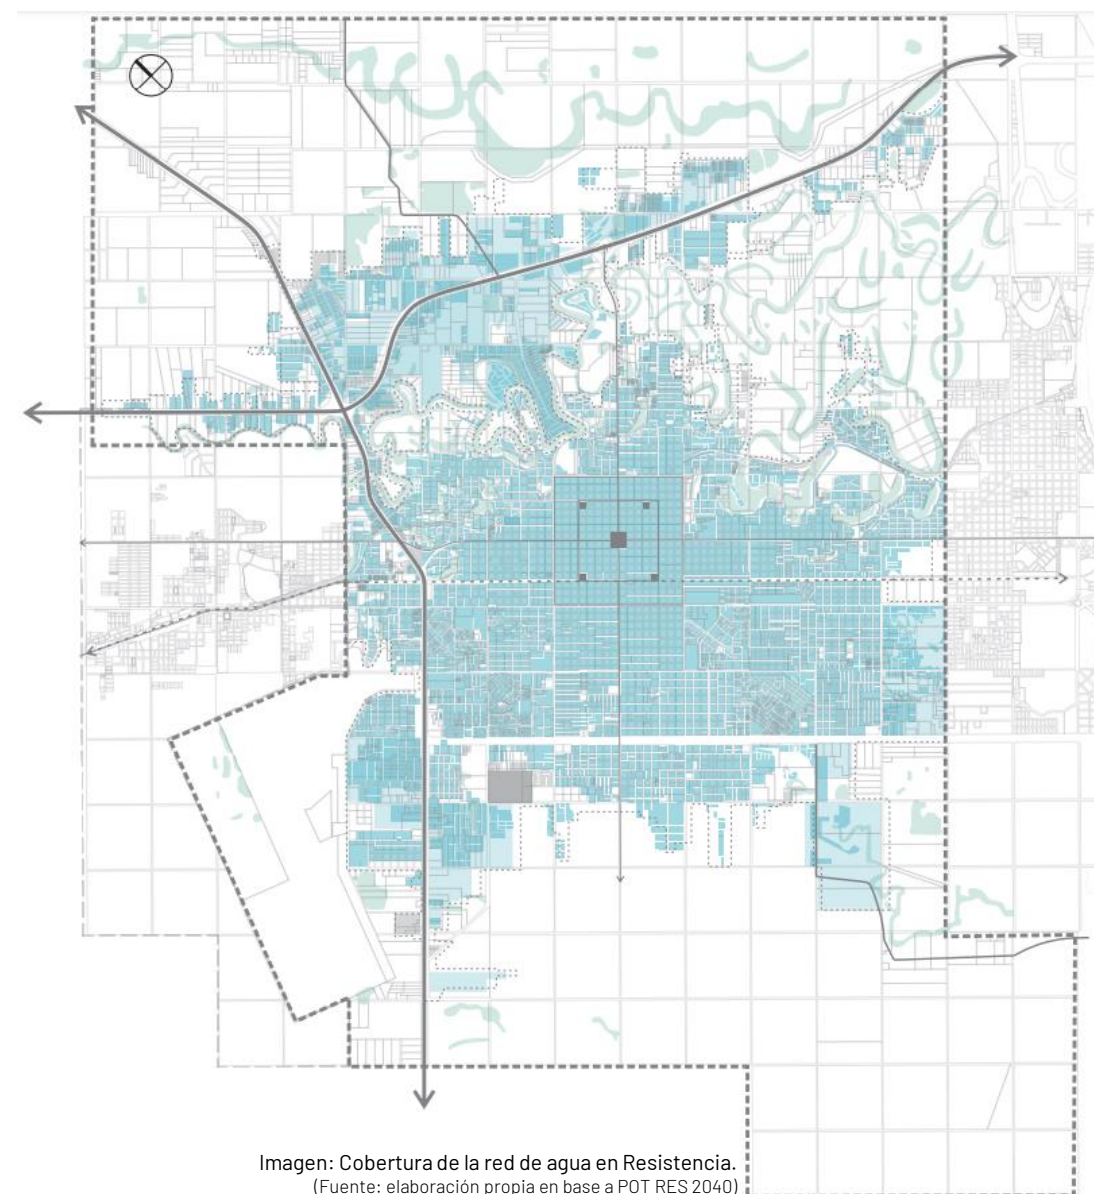 Imagen: Cobertura de la red de agua en Resistencia.
(Fuente: elaboración propia en base a POT RES 2040)